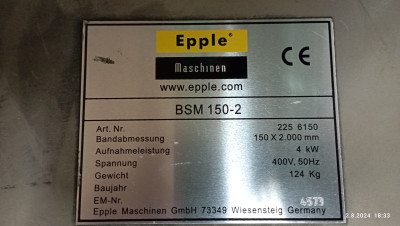 Epple®
Maschinen
CE
www.epple.com
BSM 150-2
Art. Nr. 225 6150
Bandabmessung 150 X 2.000 mm
Aufnahmeleistung 4 kW
Spannung 400V, 50Hz
Gewicht 124 Kg
Baujahr
EM-Nr.
Epple Maschinen GmbH 73349 Wiesensteig Germany
2.8.2024 18:33